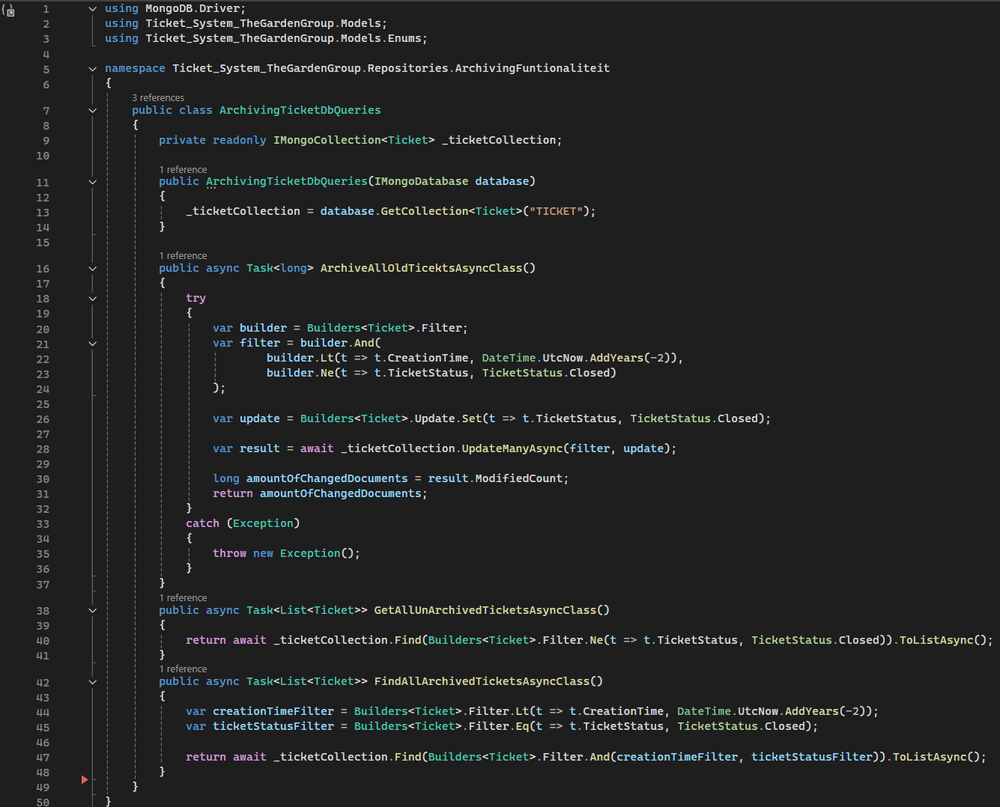 1 using MongoDB.Driver;
2 using Ticket_System_TheGardenGroup.Models;
3 using Ticket_System_TheGardenGroup.Models.Enums;
4
5 namespace Ticket_System_TheGardenGroup.Repositories.ArchivingFuntionaliteit
6 {
3 references
7 public class ArchivingTicketDbQueries
8 {
9 private readonly IMongoCollection<Ticket> _ticketCollection;
10
1 reference
11 public ArchivingTicketDbQueries(IMongoDatabase database)
12 {
13 _ticketCollection = database.GetCollection<Ticket>("TICKET");
14 }
15
1 reference
16 public async Task<long> ArchiveAllOldTicektsAsyncClass()
17 {
18 try
19 {
20 var builder = Builders<Ticket>.Filter;
21 var filter = builder.And(
22 builder.Lt(t => t.CreationTime, DateTime.UtcNow.AddYears(-2)),
23 builder.Ne(t => t.TicketStatus, TicketStatus.Closed)
24 );
25
26 var update = Builders<Ticket>.Update.Set(t => t.TicketStatus, TicketStatus.Closed);
27
28 var result = await _ticketCollection.UpdateManyAsync(filter, update);
29
30 long amountOfChangedDocuments = result.ModifiedCount;
31 return amountOfChangedDocuments;
32 }
33 catch (Exception)
34 {
35 throw new Exception();
36 }
37 }
1 reference
38 public async Task<List<Ticket>> GetAllUnArchivedTicketsAsyncClass()
39 {
40 return await _ticketCollection.Find(Builders<Ticket>.Filter.Ne(t => t.TicketStatus, TicketStatus.Closed)).ToListAsync();
41 }
1 reference
42 public async Task<List<Ticket>> FindAllArchivedTicketsAsyncClass()
43 {
44 var creationTimeFilter = Builders<Ticket>.Filter.Lt(t => t.CreationTime, DateTime.UtcNow.AddYears(-2));
45 var ticketStatusFilter = Builders<Ticket>.Filter.Eq(t => t.TicketStatus, TicketStatus.Closed);
46
47 return await _ticketCollection.Find(Builders<Ticket>.Filter.And(creationTimeFilter, ticketStatusFilter)).ToListAsync();
48 }
49 }
50 }